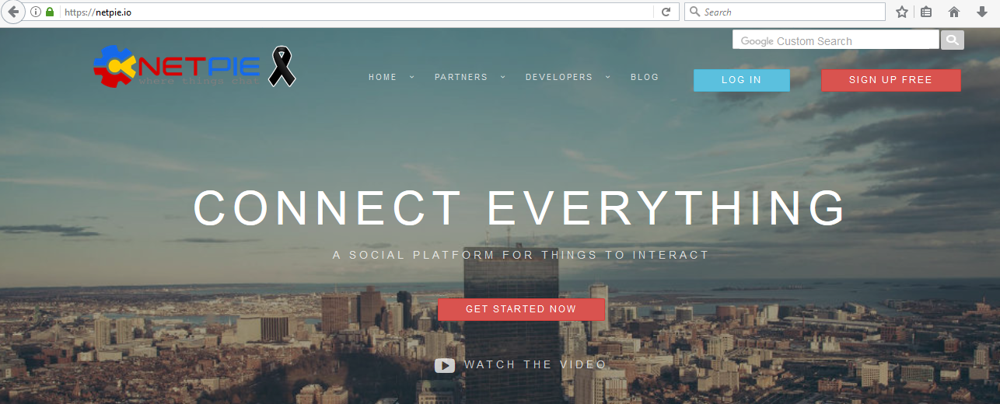 https://netpie.io
Search
Google Custom Search
NETPIE
where things chat
HOME
PARTNERS
DEVELOPERS
BLOG
LOG IN
SIGN UP FREE
CONNECT EVERYTHING
A SOCIAL PLATFORM FOR THINGS TO INTERACT
GET STARTED NOW
WATCH THE VIDEO